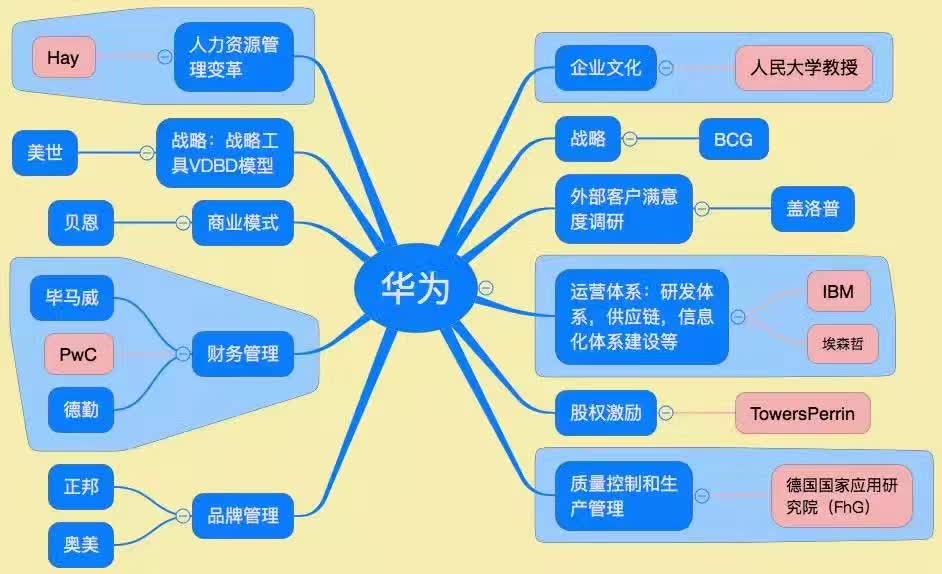 华为
人力资源管
理变革
Hay
战略：战略工
具VDBD模型
美世
商业模式
贝恩
财务管理
毕马威
PwC
德勤
品牌管理
正邦
奥美
企业文化
人民大学教授
战略
BCG
外部客户满意
度调研
盖洛普
运营体系：研发体
系，供应链，信息
化体系建设等
IBM
埃森哲
股权激励
TowersPerrin
质量控制和生
产管理
德国国家应用研
究院（FhG）